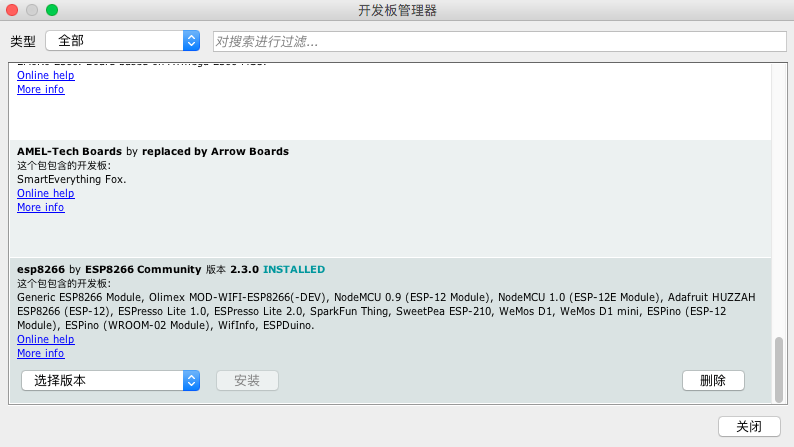 开发板管理器
类型 全部 对搜索进行过滤...
Online help
More info
AMEL-Tech Boards by replaced by Arrow Boards
这个包包含的开发板:
SmartEverything Fox.
Online help
More info
esp8266 by ESP8266 Community 版本 2.3.0 INSTALLED
这个包包含的开发板:
Generic ESP8266 Module, Olimex MOD-WIFI-ESP8266(-DEV), NodeMCU 0.9 (ESP-12 Module), NodeMCU 1.0 (ESP-12E Module), Adafruit HUZZAH
ESP8266 (ESP-12), ESPresso Lite 1.0, ESPresso Lite 2.0, SparkFun Thing, SweetPea ESP-210, WeMos D1, WeMos D1 mini, ESPino (ESP-12
Module), ESPino (WROOM-02 Module), WifInfo, ESPDuino.
Online help
More info
选择版本 安装 删除
关闭